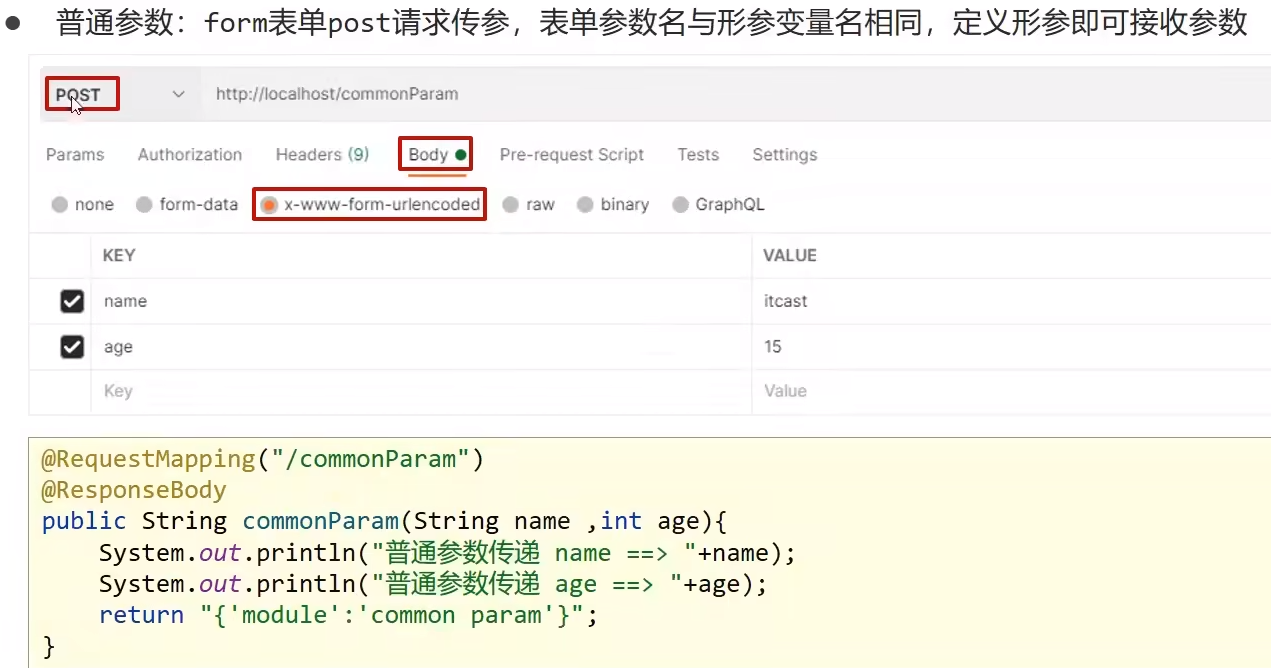 ● 普通参数：form表单post请求传参，表单参数名与形参变量名相同，定义形参即可接收参数
POST http://localhost/commonParam
Params Authorization Headers (9) Body Pre-request Script Tests Settings
none form-data x-www-form-urlencoded raw binary GraphQL
KEY VALUE
name itcast
age 15
Key Value
@RequestMapping("/commonParam")
@ResponseBody
public String commonParam(String name ,int age){
    System.out.println("普通参数传递 name ==> "+name);
    System.out.println("普通参数传递 age ==> "+age);
    return "{'module':'common param'}";
}